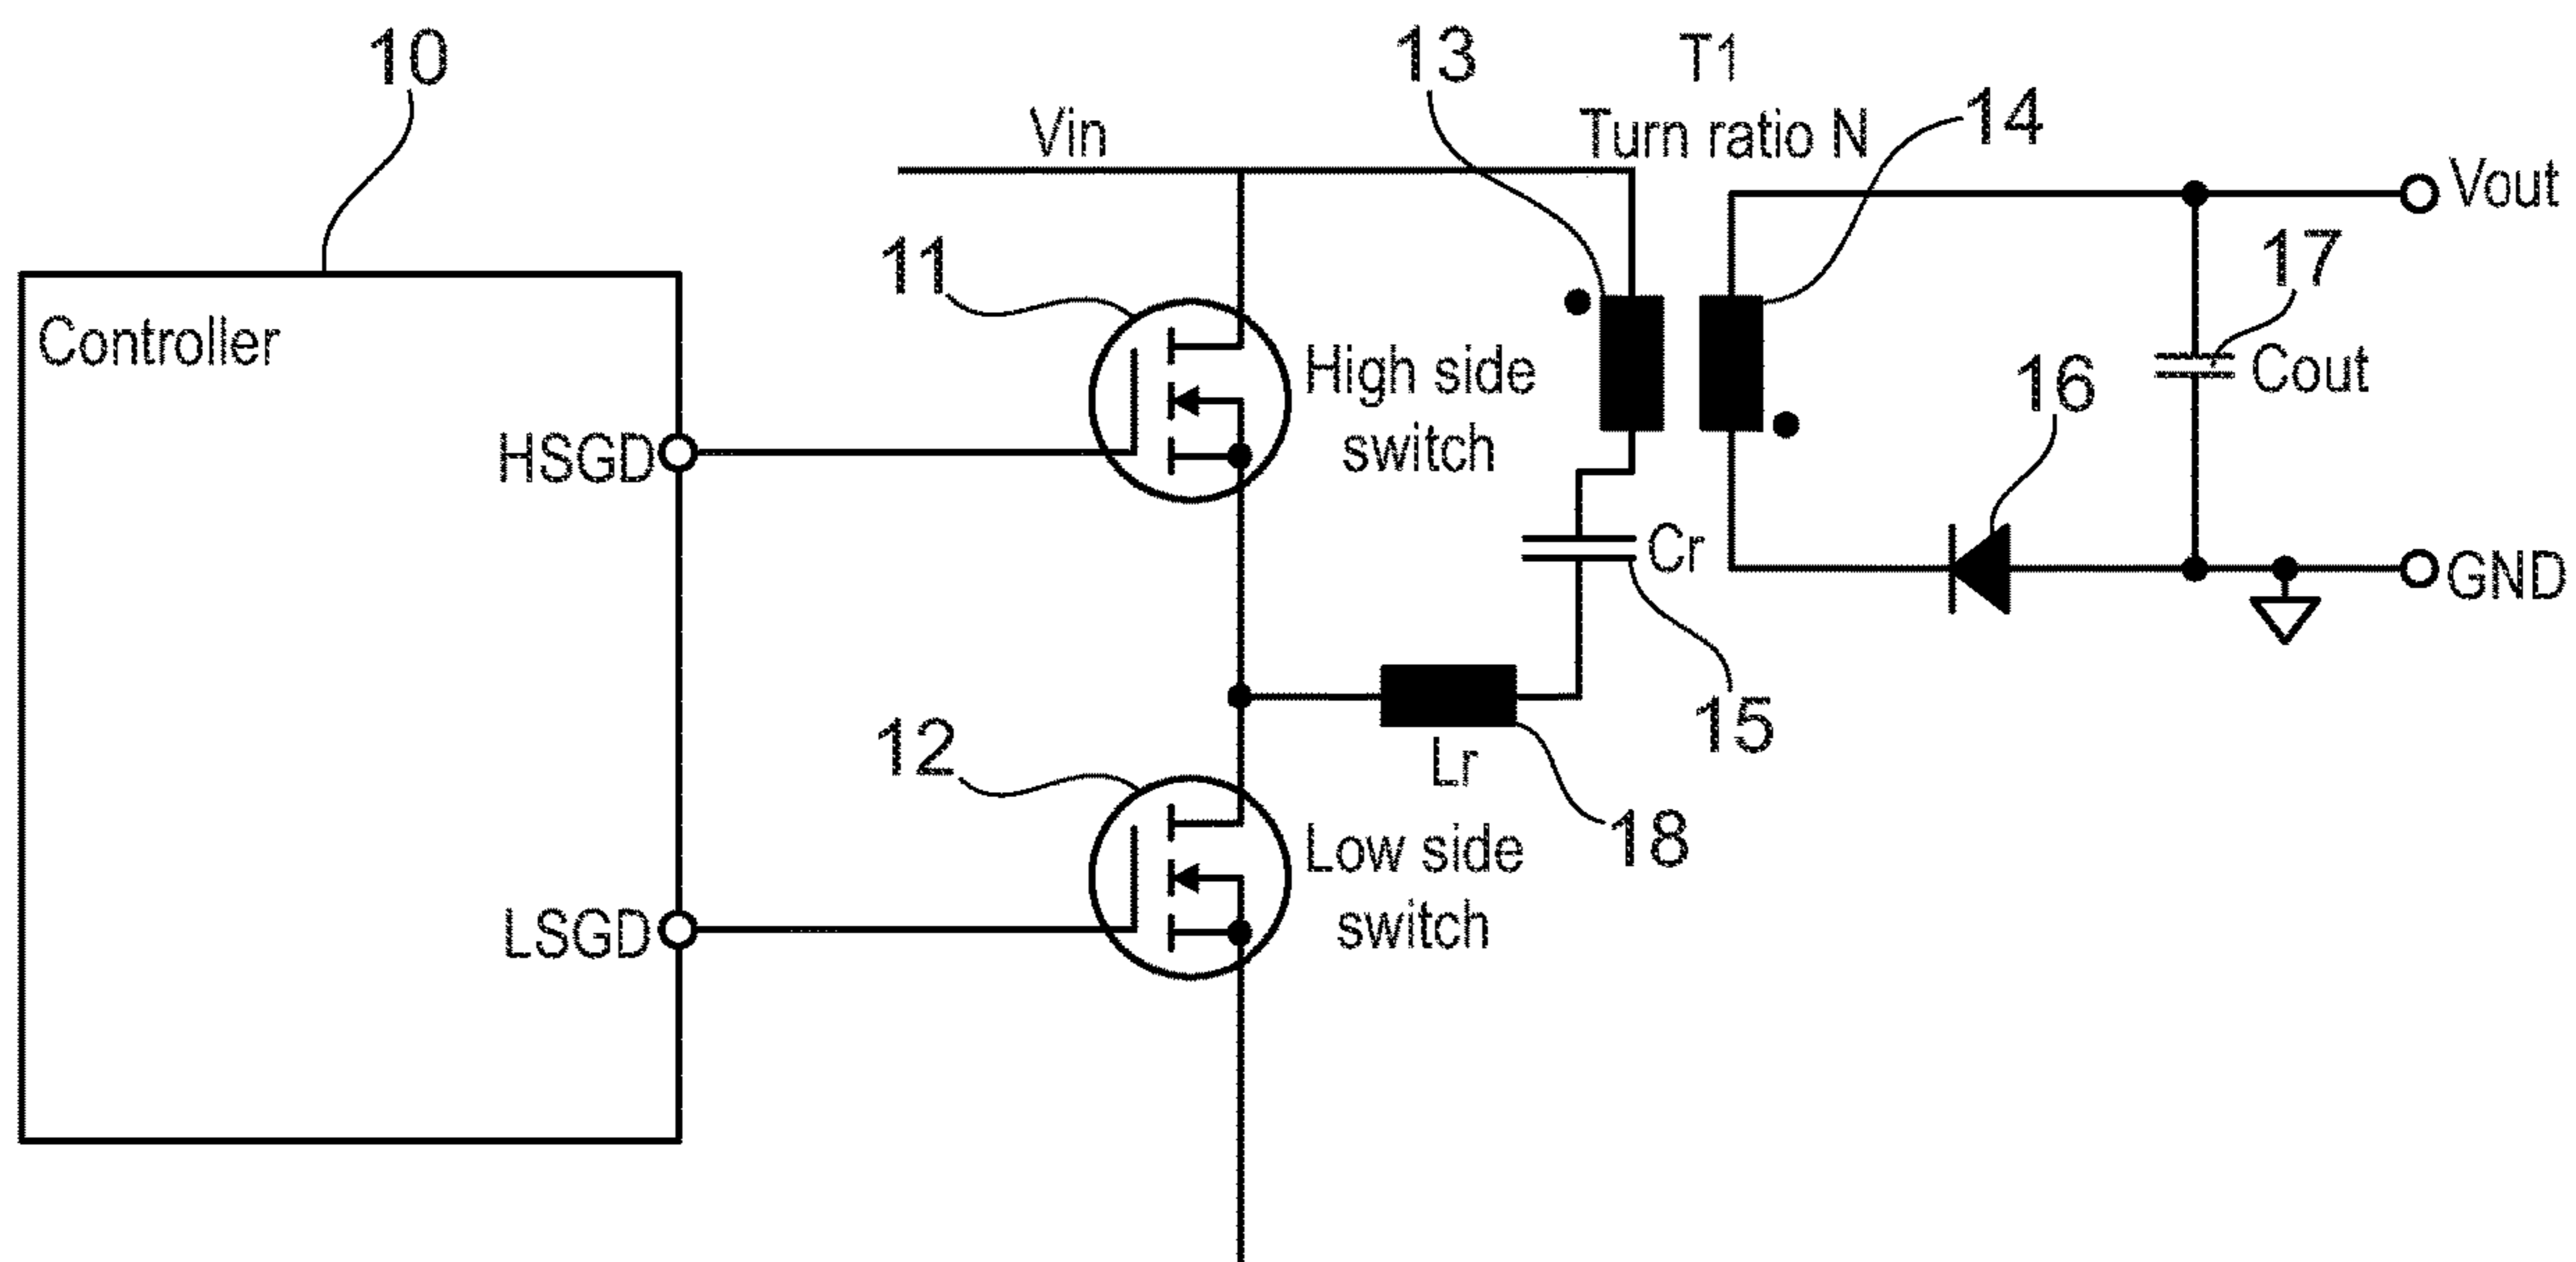 10
13
T1
Turn ratio N
14
Vin
Vout
11
17
Controller
High side
switch
Cout
16
HSGD
Cr
GND
12
Lr
15
18
Low side
switch
LSGD